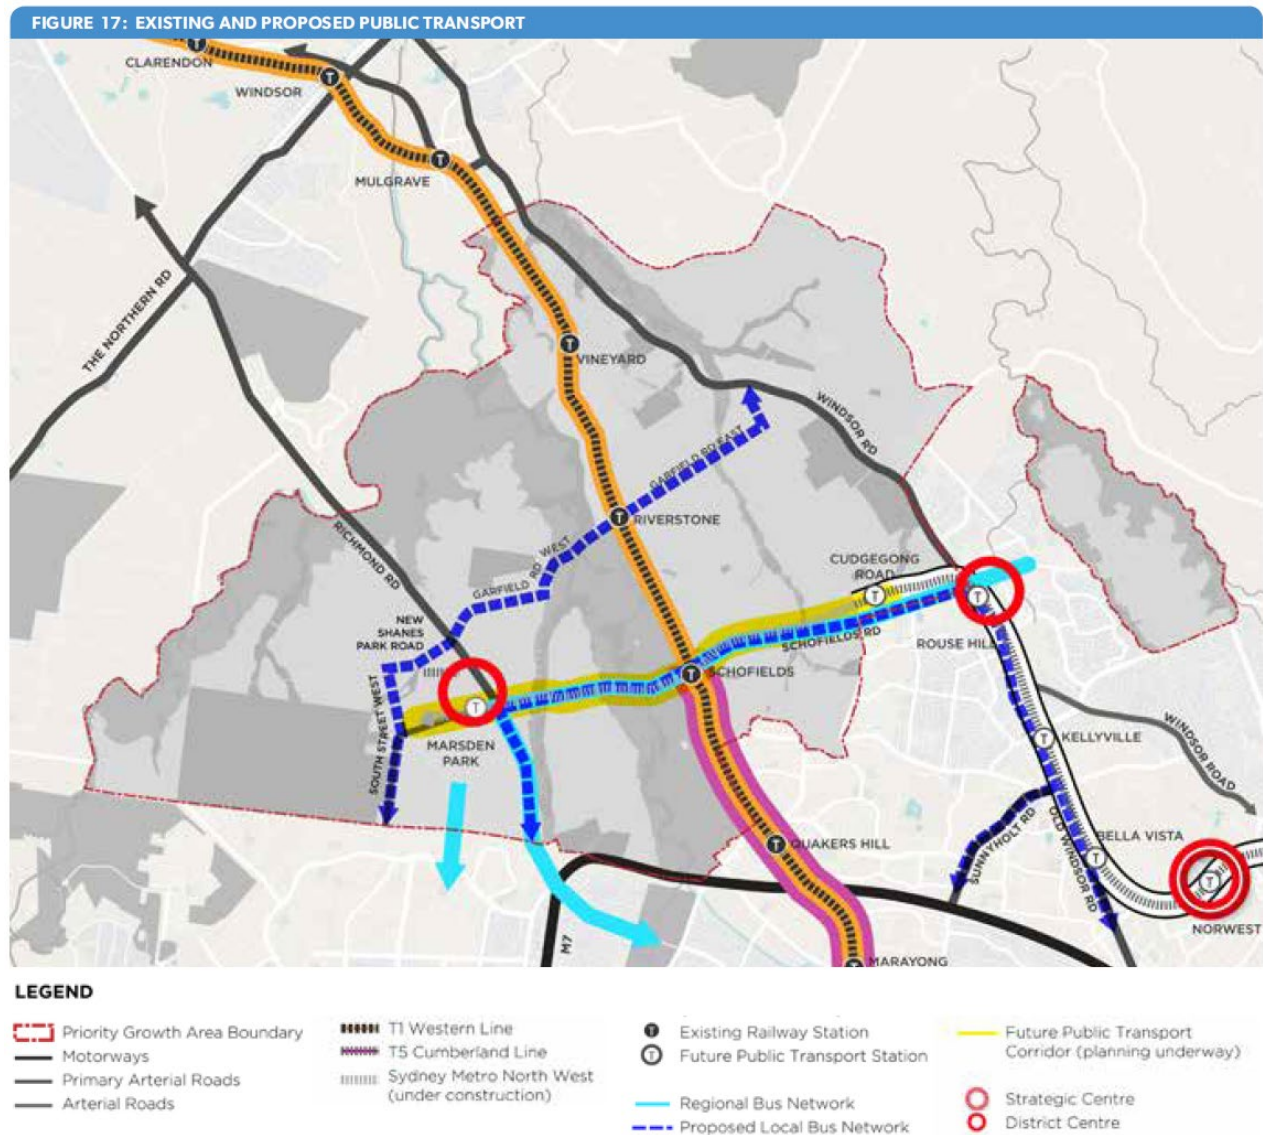 FIGURE 17: EXISTING AND PROPOSED PUBLIC TRANSPORT
CLARENDON
WINDSOR
MULGRAVE
THE NORTHERN RD
VINEYARD
WINDSOR RD
GARFIELD RD EAST
RIVERSTONE
RICHMOND RD
GARFIELD RD WEST
CUDGEGONG
ROAD
NEW
SHANES
PARK ROAD
SCHOFIELDS RD
ROUSE HILL
SCHOFIELDS
SOUTH STREET WEST
MARSDEN
PARK
KELLYVILLE
WINDSOR ROAD
SUNNYHOLT RD
OLD WINDSOR RD
BELLA VISTA
QUAKERS HILL
NORWEST
M7
MARAYONG
LEGEND
Priority Growth Area Boundary
Motorways
Primary Arterial Roads
Arterial Roads
T1 Western Line
T5 Cumberland Line
Sydney Metro North West
(under construction)
Existing Railway Station
Future Public Transport Station
Regional Bus Network
Proposed Local Bus Network
Future Public Transport
Corridor (planning underway)
Strategic Centre
District Centre